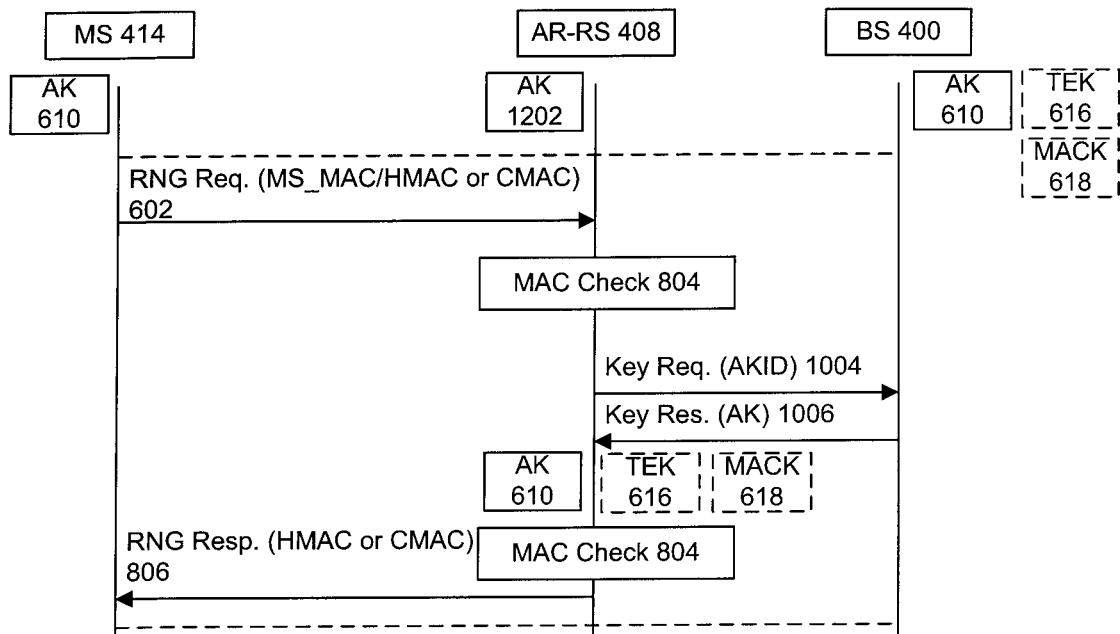 MS 414
AR-RS 408
BS 400
AK
610
AK
1202
AK
610
TEK
616
MACK
618
RNG Req. (MS_MAC/HMAC or CMAC)
602
MAC Check 804
Key Req. (AKID) 1004
Key Res. (AK) 1006
AK
610
TEK
616
MACK
618
RNG Resp. (HMAC or CMAC)
806
MAC Check 804